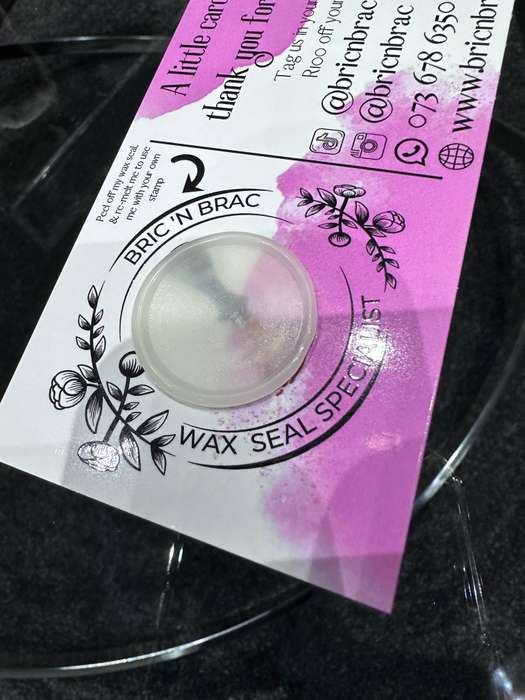 A little card
thank you for
Tag us in your
R100 off your
@bricnbrac
@bricnbrac
073 678 6350
www.bricnbr
Peel off my wax seal,
& re-melt me to use
me with your own
stamp
BRIC 'N BRAC
WAX SEAL SPECIALIST